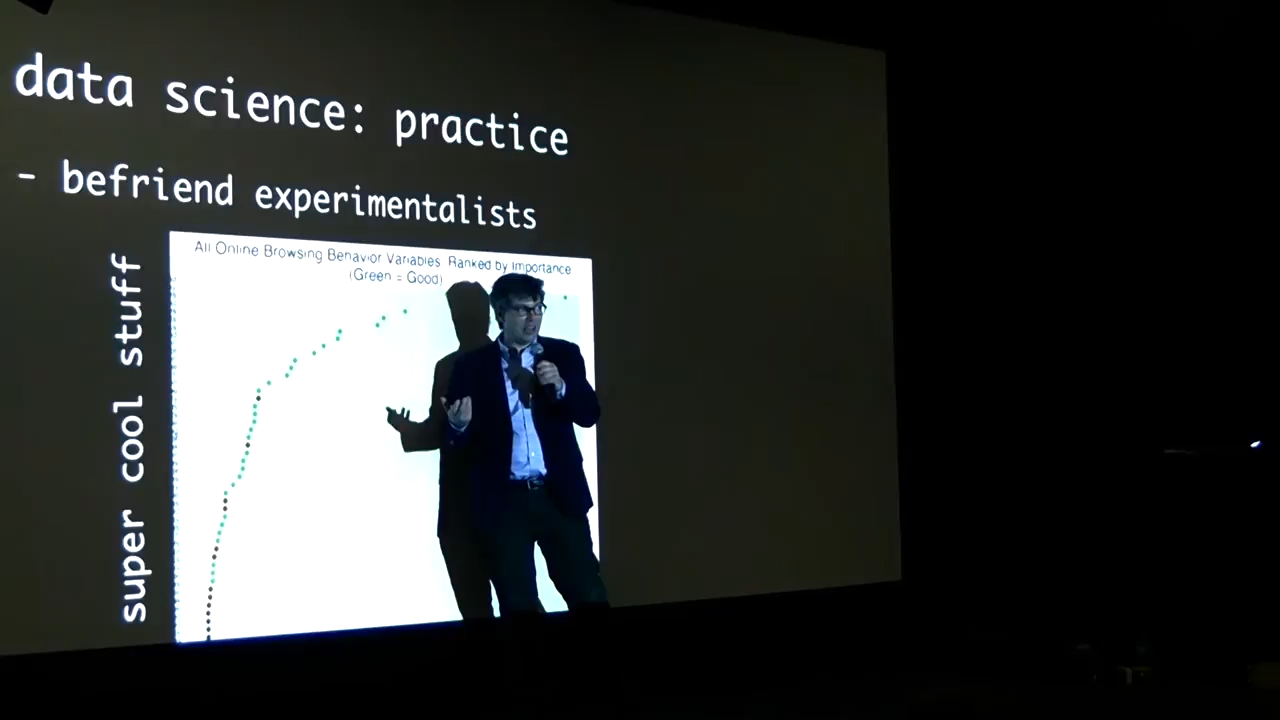 data science: practice
- befriend experimentalists
super cool stuff
All Online Browsing Behavior Variables Ranked by Importance
(Green = Good)